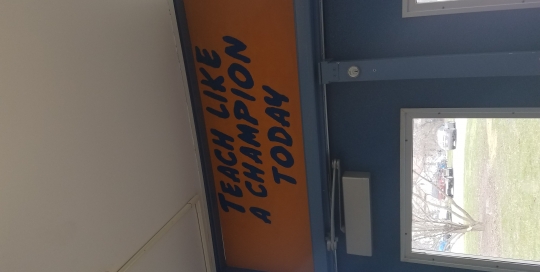 TEACH LIKE
A CHAMPION
TODAY